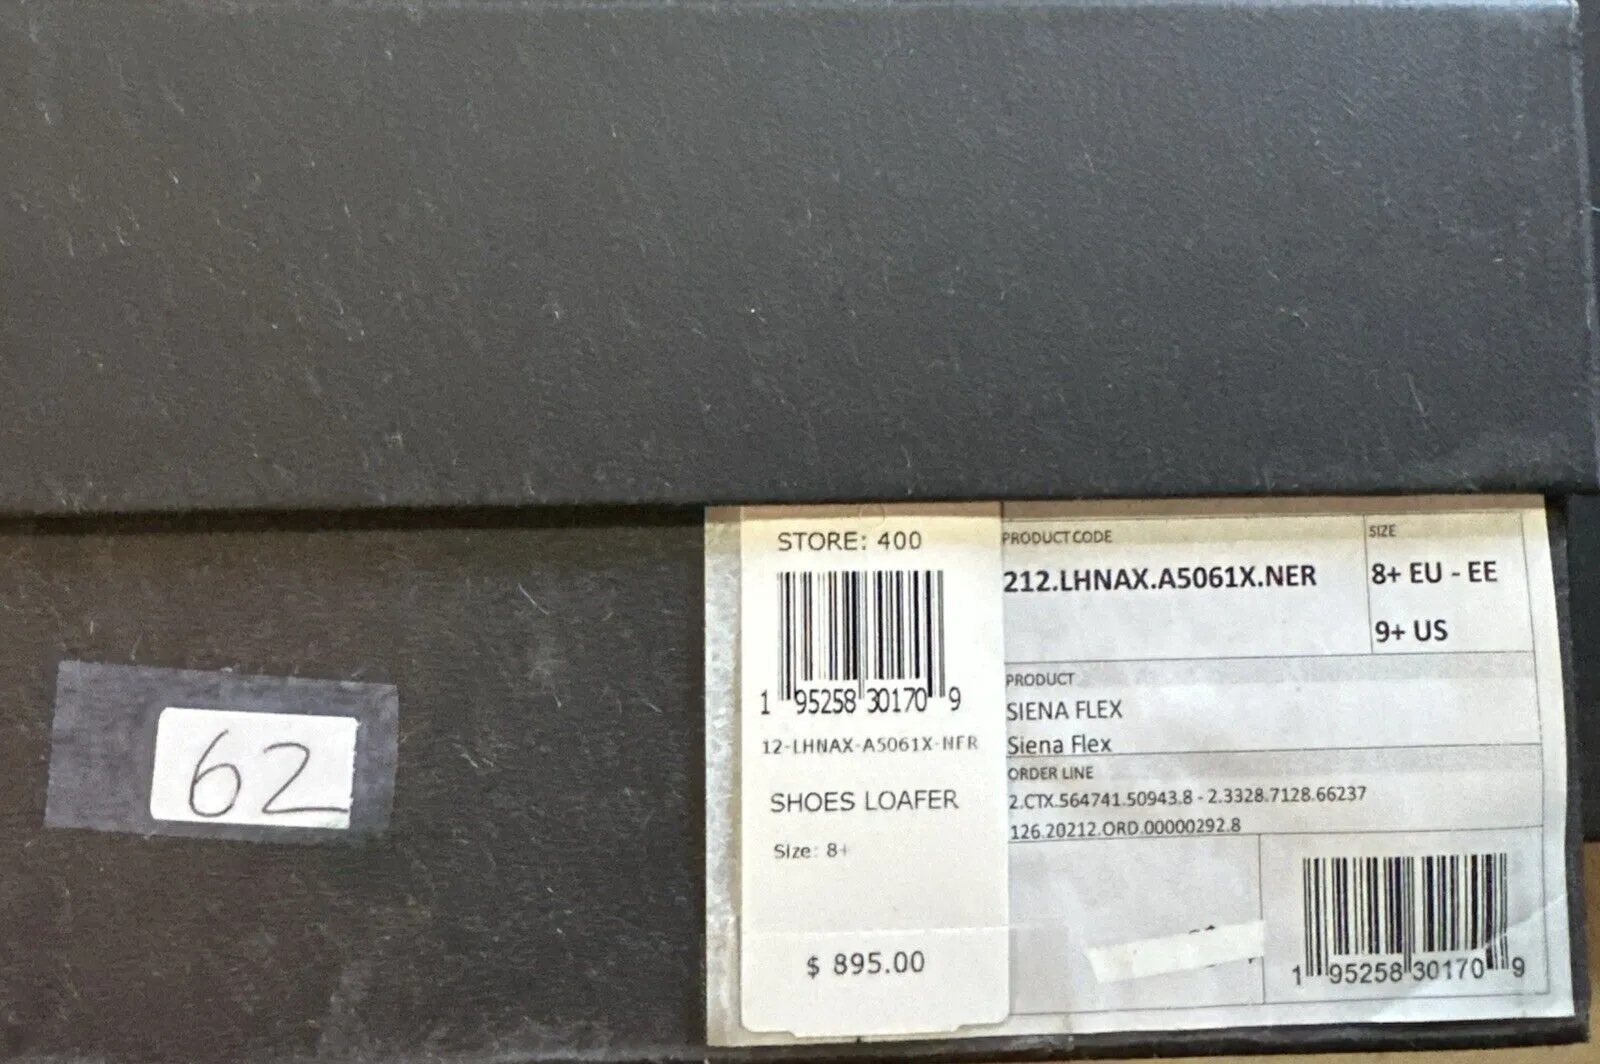 62
STORE: 400
1 95258 30170 9
12-LHNAX-A5061X-NER
SHOES LOAFER
Size: 8+
$ 895.00
PRODUCT CODE
212.LHNAX.A5061X.NER
SIZE
8+ EU - EE
9+ US
PRODUCT
SIENA FLEX
Siena Flex
ORDER LINE
2.CTX.564741.50943.8 - 2.3328.7128.66237
126.20212.ORD.00000292.8
1 95258 30170 9